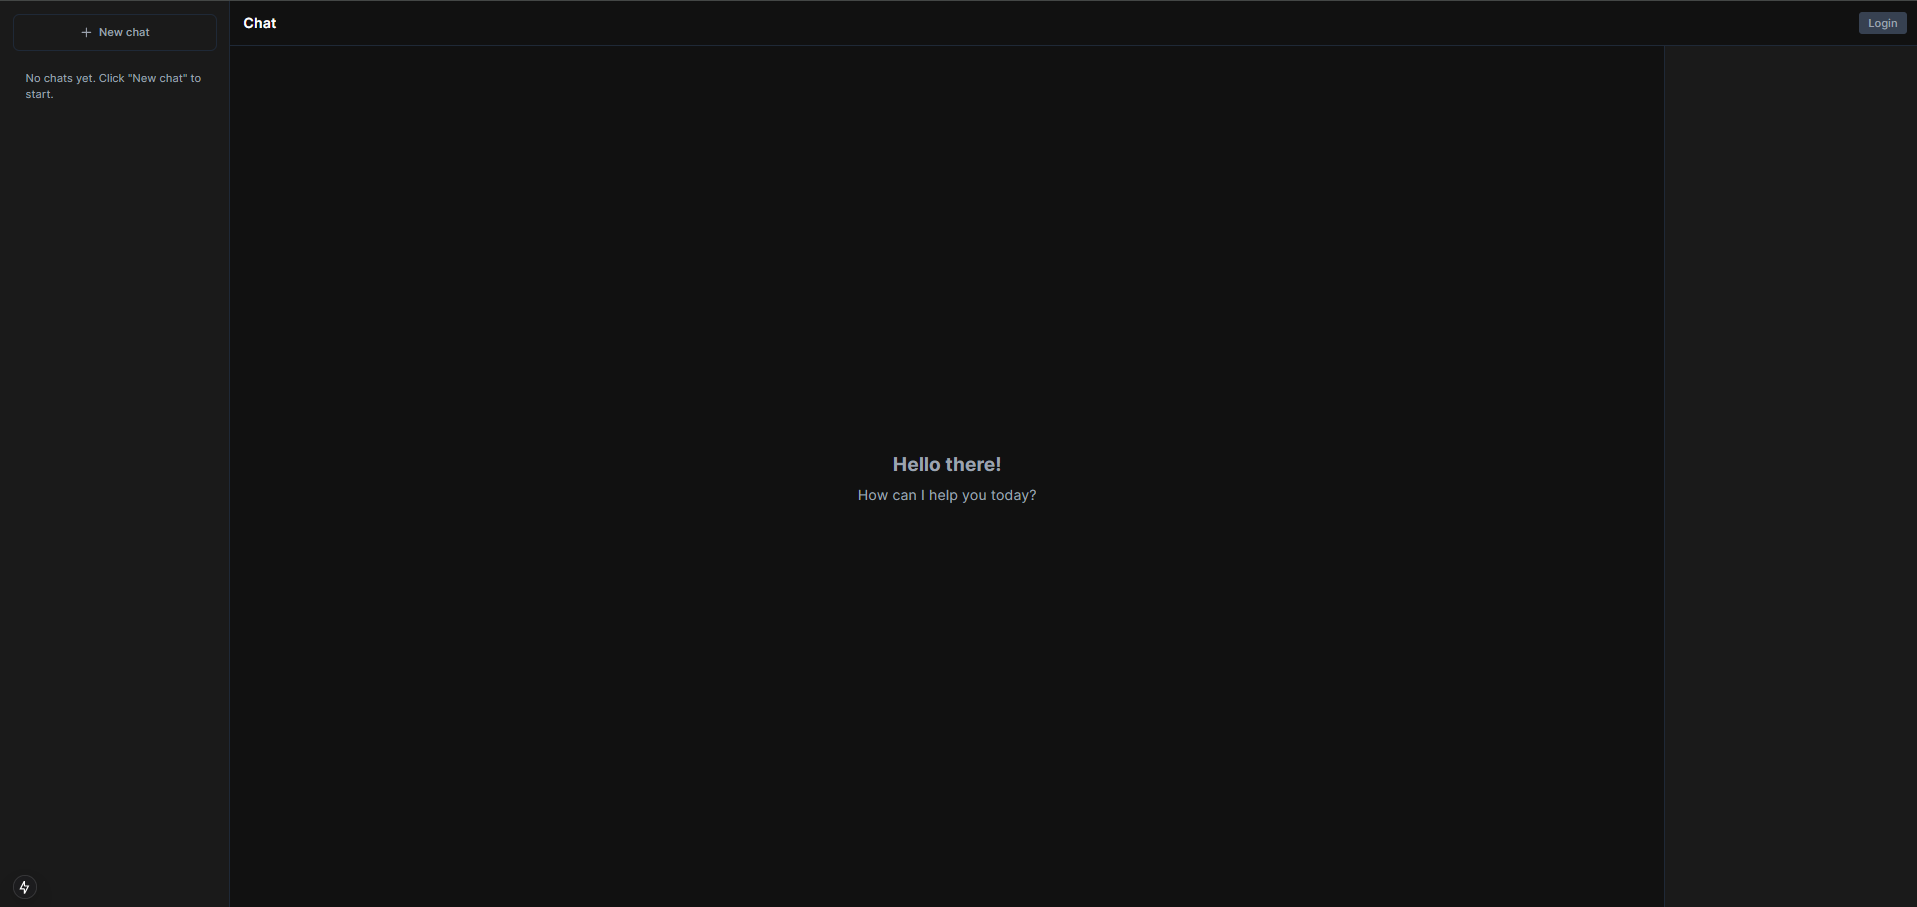 New chat
Chat
Login
No chats yet. Click "New chat" to
start.
Hello there!
How can I help you today?